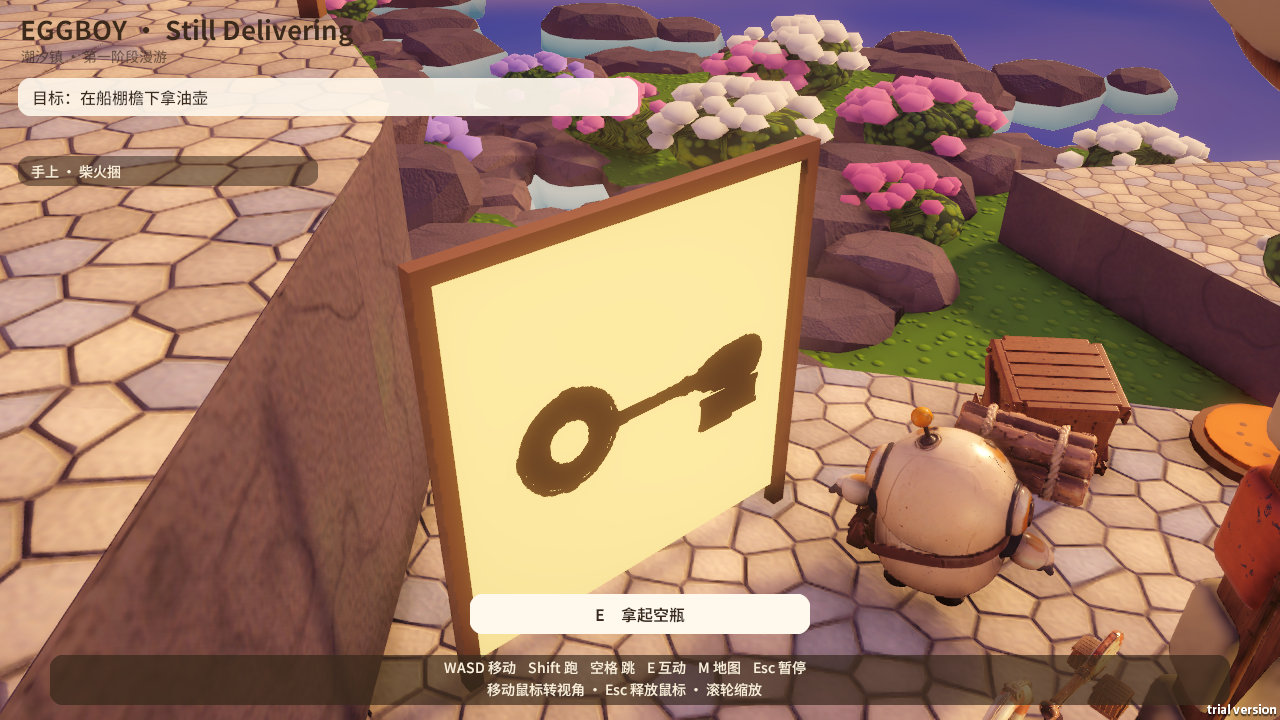 EGGBOY · Still Delivering
潮汐镇 · 第一阶段漫游
目标：在船棚檐下拿油壶
手上 · 柴火捆
E 拿起空瓶
WASD 移动 Shift 跑 空格 跳 E 互动 M 地图 Esc 暂停
移动鼠标转视角 · Esc 释放鼠标 · 滚轮缩放
trial version